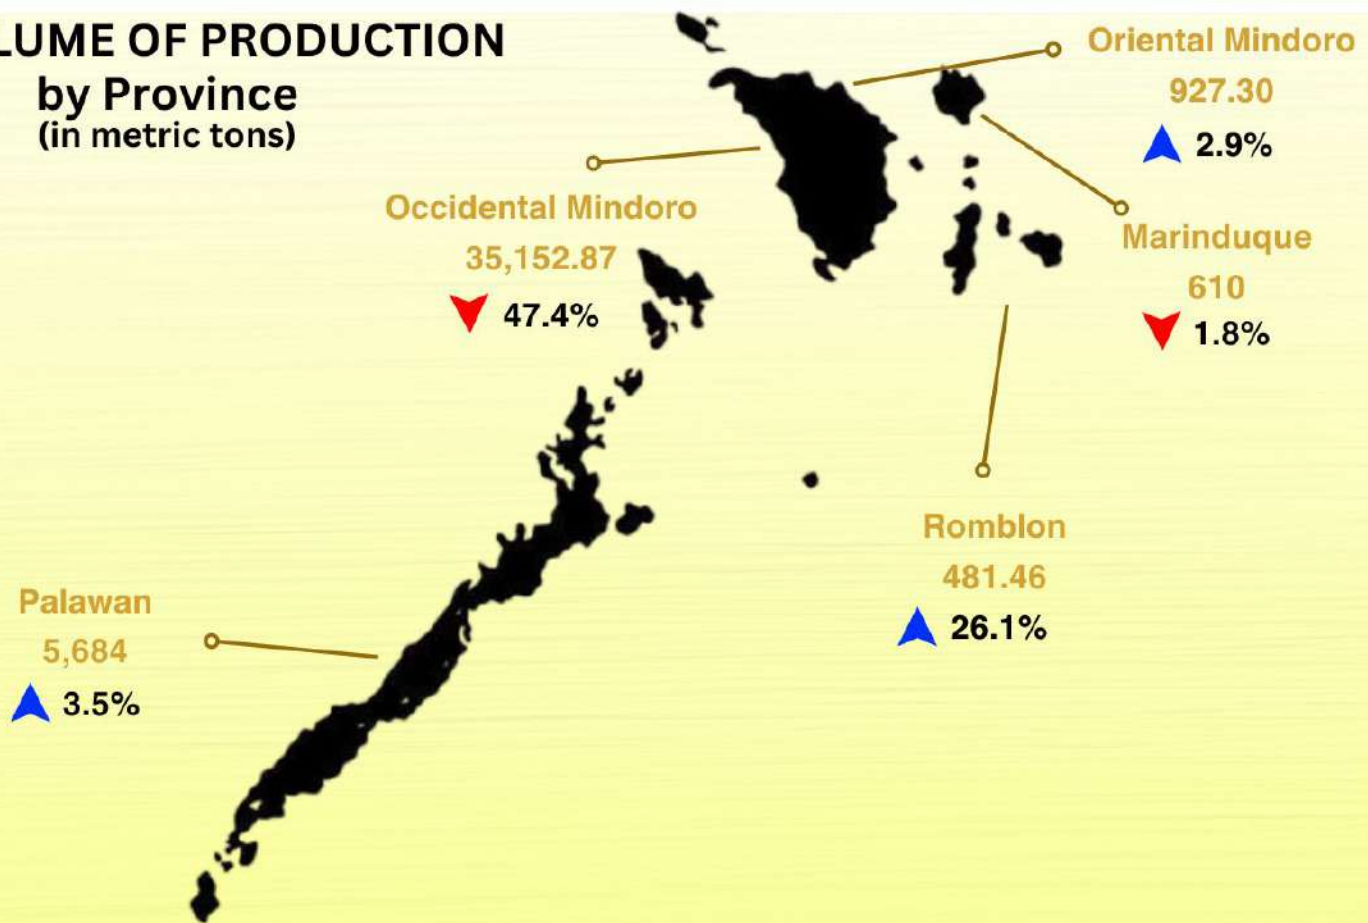 LUME OF PRODUCTION
by Province
(in metric tons)
Oriental Mindoro
927.30
2.9%
Occidental Mindoro
35,152.87
47.4%
Marinduque
610
1.8%
Romblon
481.46
26.1%
Palawan
5,684
3.5%